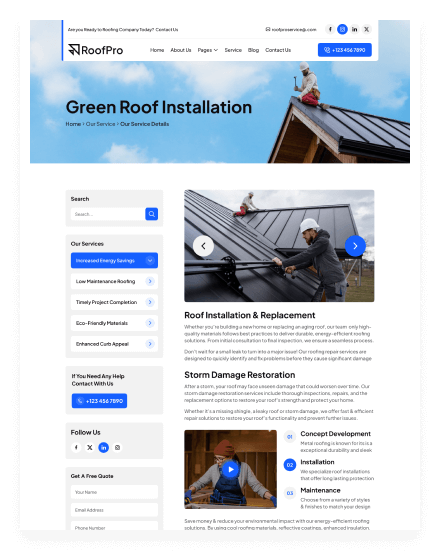 Are you Ready to Roofing Company Today? Contact Us
roofproservice@.com
f in X
RoofPro
Home About Us Pages Service Blog Contact Us
+123 456 7890
Green Roof Installation
Home > Our Service > Our Service Details
Search
Search...
Our Services
Increased Energy Savings
Low Maintenance Roofing
Timely Project Completion
Eco-Friendly Materials
Enhanced Curb Appeal
If You Need Any Help
Contact With Us
+123 456 7890
Follow Us
f X in
Get A Free Quote
Your Name
Email Address
Phone Number
Roof Installation & Replacement
Whether you're building a new home or replacing an aging roof, our team only high-
quality materials follows best practices to deliver durable, energy-efficient roofing
solutions. From initial consultation to final inspection, we ensure a seamless process.
Don't wait for a small leak to turn into a major issue! Our roofing repair services are
designed to quickly identify and fix problems before they cause significant damage
Storm Damage Restoration
After a storm, your roof may face unseen damage that could worsen over time. Our
storm damage restoration services include thorough inspections, repairs, and the
replacement options to restore your roof's strength and protect your home.
Whether it's a missing shingle, a leaky roof or storm damage, we offer fast & efficient
repair solutions to restore your roof's functionality and prevent further harm.
01 Concept Development
Metal roofing is known for its is a
exceptional durability and sleek
02 Installation
We specialize roof installations
that offer long lasting protection
03 Maintenance
Choose from a variety of styles
& finishes to match your design
Save money & reduce your environmental impact with our energy-efficient roofing
solutions. By using cool roofing materials, reflective coatings, enhanced insulation,